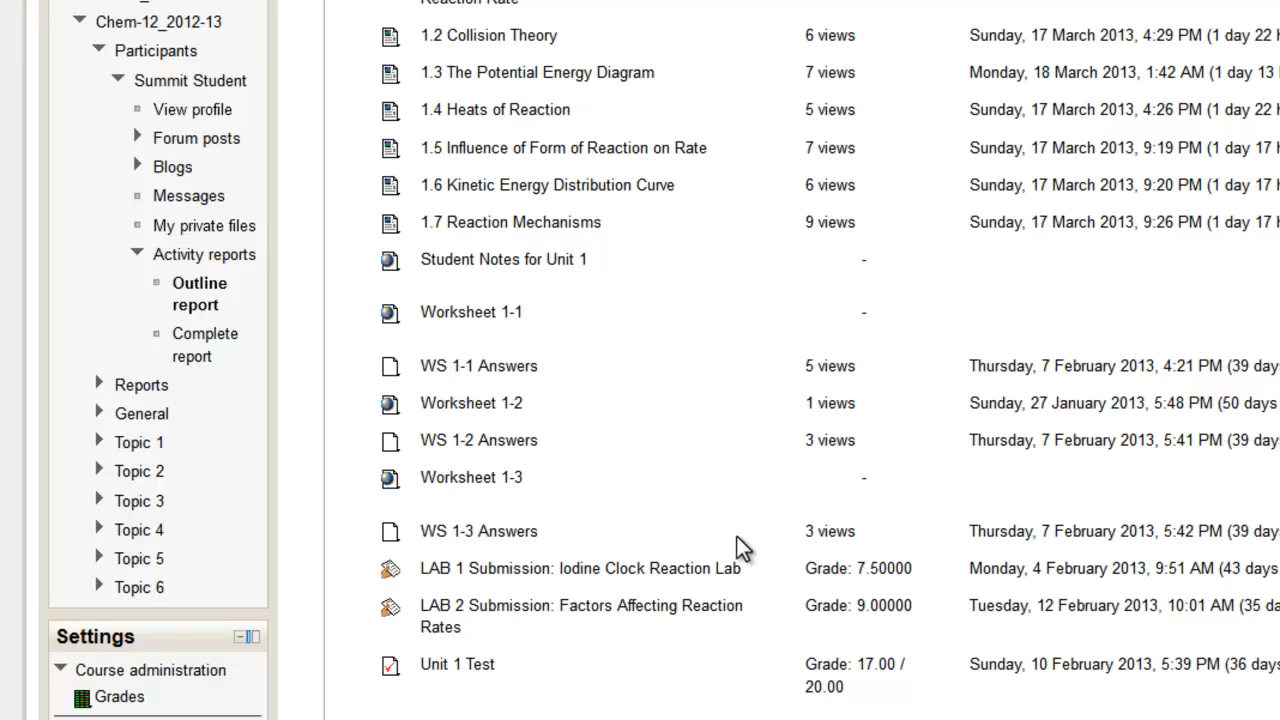 Chem-12_2012-13
Participants
Summit Student
View profile
Forum posts
Blogs
Messages
My private files
Activity reports
Outline
report
Complete
report
Reports
General
Topic 1
Topic 2
Topic 3
Topic 4
Topic 5
Topic 6
Settings
Course administration
Grades
Reaction Rate
1.2 Collision Theory 6 views Sunday, 17 March 2013, 4:29 PM (1 day 22 h
1.3 The Potential Energy Diagram 7 views Monday, 18 March 2013, 1:42 AM (1 day 13
1.4 Heats of Reaction 5 views Sunday, 17 March 2013, 4:26 PM (1 day 22 h
1.5 Influence of Form of Reaction on Rate 7 views Sunday, 17 March 2013, 9:19 PM (1 day 17 h
1.6 Kinetic Energy Distribution Curve 6 views Sunday, 17 March 2013, 9:20 PM (1 day 17 h
1.7 Reaction Mechanisms 9 views Sunday, 17 March 2013, 9:26 PM (1 day 17 h
Student Notes for Unit 1 -
Worksheet 1-1 -
WS 1-1 Answers 5 views Thursday, 7 February 2013, 4:21 PM (39 day
Worksheet 1-2 1 views Sunday, 27 January 2013, 5:48 PM (50 days
WS 1-2 Answers 3 views Thursday, 7 February 2013, 5:41 PM (39 day
Worksheet 1-3 -
WS 1-3 Answers 3 views Thursday, 7 February 2013, 5:42 PM (39 day
LAB 1 Submission: Iodine Clock Reaction Lab Grade: 7.50000 Monday, 4 February 2013, 9:51 AM (43 days
LAB 2 Submission: Factors Affecting Reaction Grade: 9.00000 Tuesday, 12 February 2013, 10:01 AM (35 da
Rates
Unit 1 Test Grade: 17.00 / Sunday, 10 February 2013, 5:39 PM (36 days
20.00